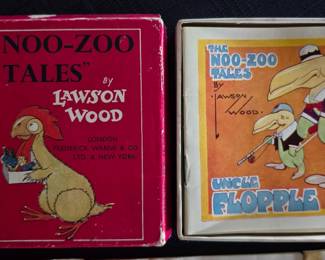 NOO-ZOO
TALES"
BY
LAWSON
WOOD
LONDON
FREDERICK WARNE & CO
LTD & NEW YORK.
THE
NOO-ZOO
TALES
BY
LAWSON
WOOD
UNCLE
FLOPPLE